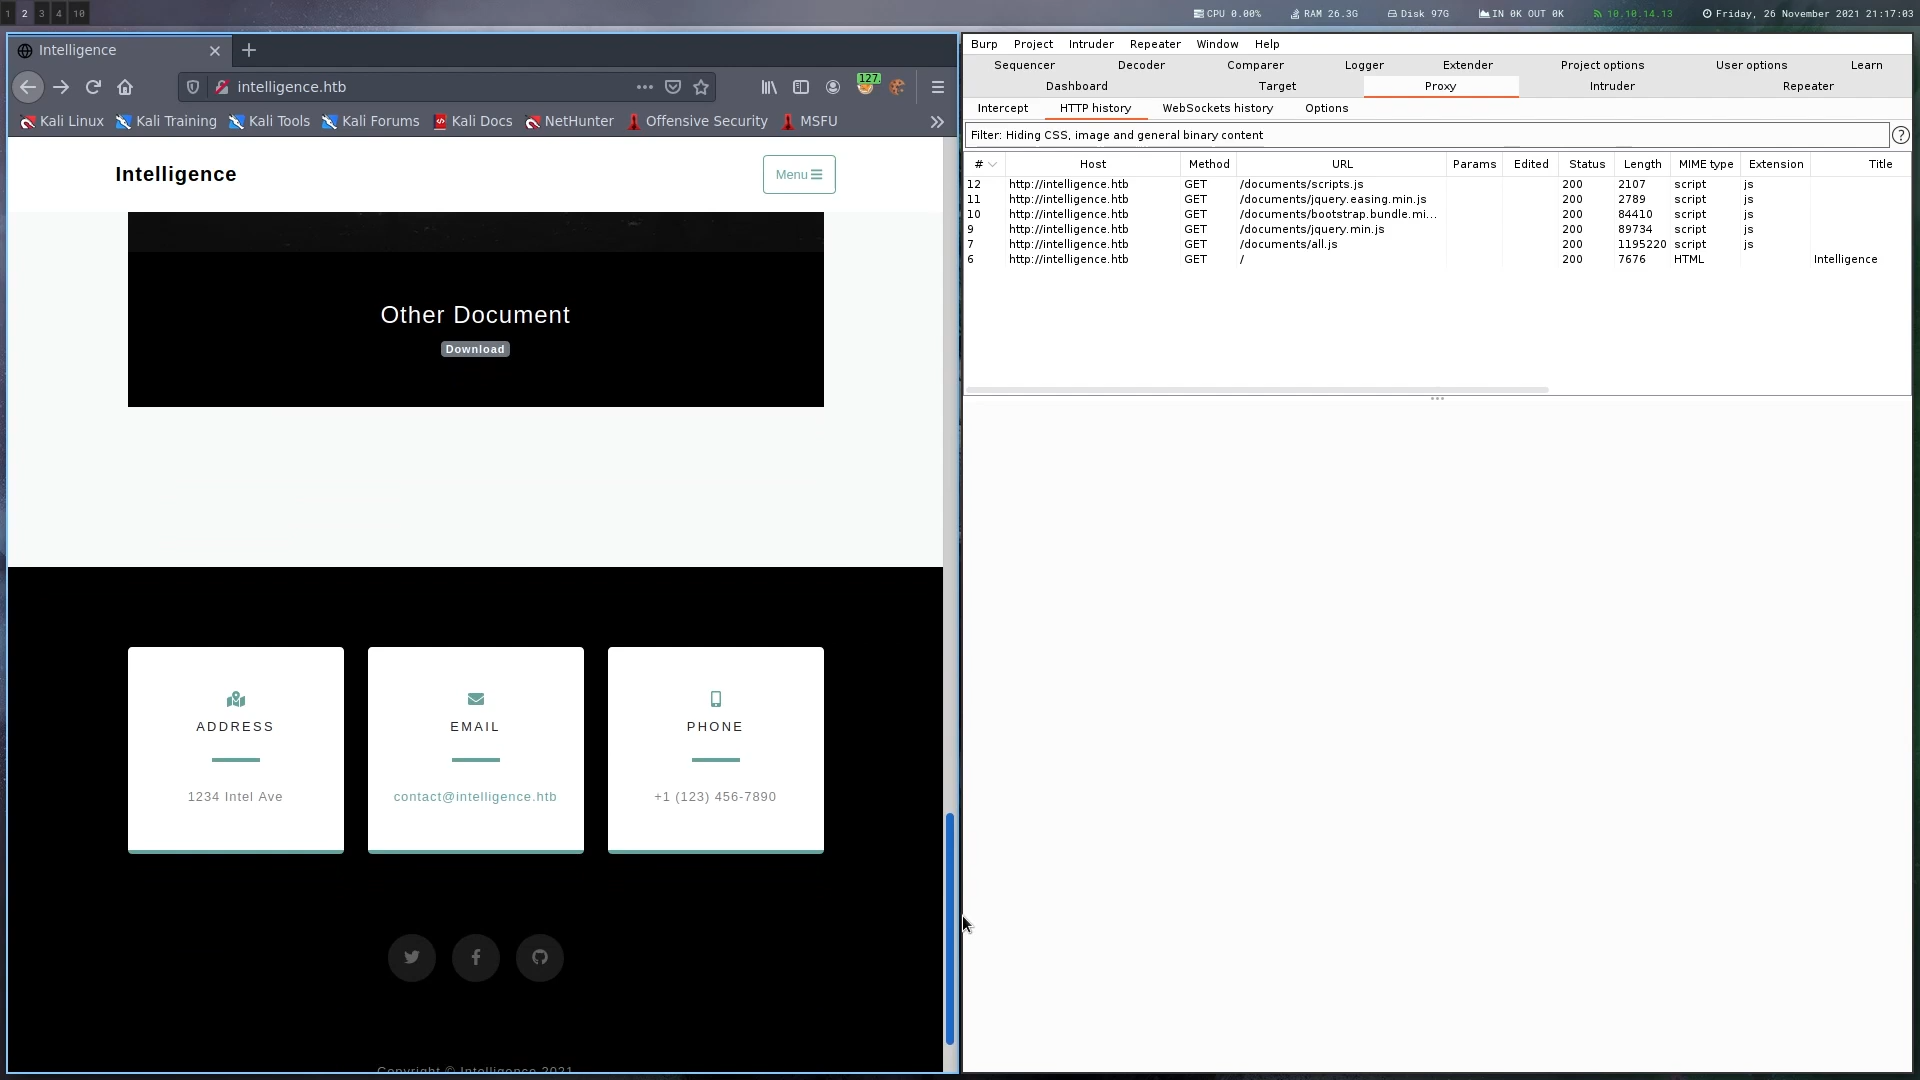 1 2 3 4 10
CPU 0.00% RAM 26.3G Disk 97G IN 0K OUT 0K 10.10.14.13 Friday, 26 November 2021 21:17:03
Intelligence
intelligence.htb
127.
Kali Linux Kali Training Kali Tools Kali Forums Kali Docs NetHunter Offensive Security MSFU
Intelligence
Menu
Other Document
Download
ADDRESS
1234 Intel Ave
EMAIL
contact@intelligence.htb
PHONE
+1 (123) 456-7890
Copyright © Intelligence 2021
Burp Project Intruder Repeater Window Help
Sequencer Decoder Comparer Logger Extender Project options User options Learn
Dashboard Target Proxy Intruder Repeater
Intercept HTTP history WebSockets history Options
Filter: Hiding CSS, image and general binary content
?
# Host Method URL Params Edited Status Length MIME type Extension Title
12 http://intelligence.htb GET /documents/scripts.js 200 2107 script js
11 http://intelligence.htb GET /documents/jquery.easing.min.js 200 2789 script js
10 http://intelligence.htb GET /documents/bootstrap.bundle.mi... 200 84410 script js
9 http://intelligence.htb GET /documents/jquery.min.js 200 89734 script js
7 http://intelligence.htb GET /documents/all.js 200 1195220 script js
6 http://intelligence.htb GET / 200 7676 HTML Intelligence